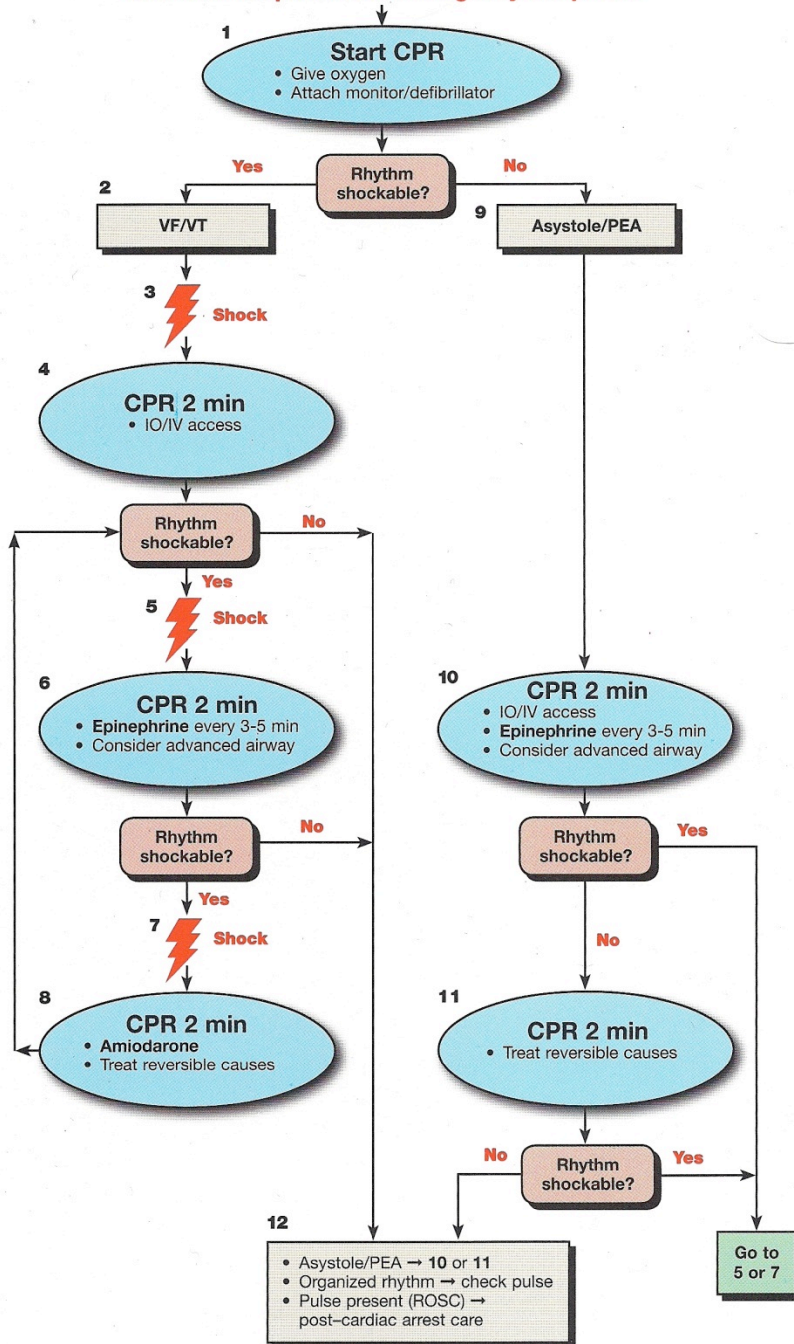 1
Start CPR
• Give oxygen
• Attach monitor/defibrillator
Yes
Rhythm
shockable?
No
2
VF/VT
9
Asystole/PEA
3
Shock
4
CPR 2 min
• IO/IV access
Rhythm
shockable?
No
Yes
5
Shock
6
CPR 2 min
• Epinephrine every 3-5 min
• Consider advanced airway
10
CPR 2 min
• IO/IV access
• Epinephrine every 3-5 min
• Consider advanced airway
Rhythm
shockable?
No
Rhythm
shockable?
Yes
Yes
7
Shock
No
8
CPR 2 min
• Amiodarone
• Treat reversible causes
11
CPR 2 min
• Treat reversible causes
No
Rhythm
shockable?
Yes
12
• Asystole/PEA → 10 or 11
• Organized rhythm → check pulse
• Pulse present (ROSC) →
post–cardiac arrest care
Go to
5 or 7